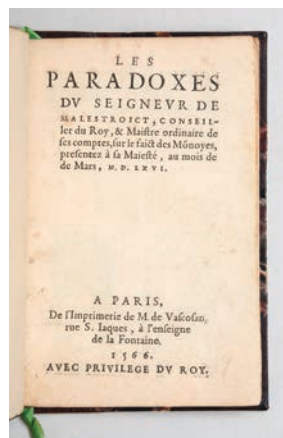 LES
PARADOXES
DV SEIGNEVR DE
MALESTROICT, CONSEIL-
ler du Roy, & Maiſtre ordinaire de
ſes comptes, ſur le faict des Mõnoyes,
preſentez à ſa Maieſté, au mois de
de Mars, M. D. LXVI.
A PARIS,
De l'Imprimerie de M. de Vaſcoſan,
rue S. Iaques, à l'enſeigne
de la Fontaine.
1566.
AVEC PRIVILEGE DV ROY.